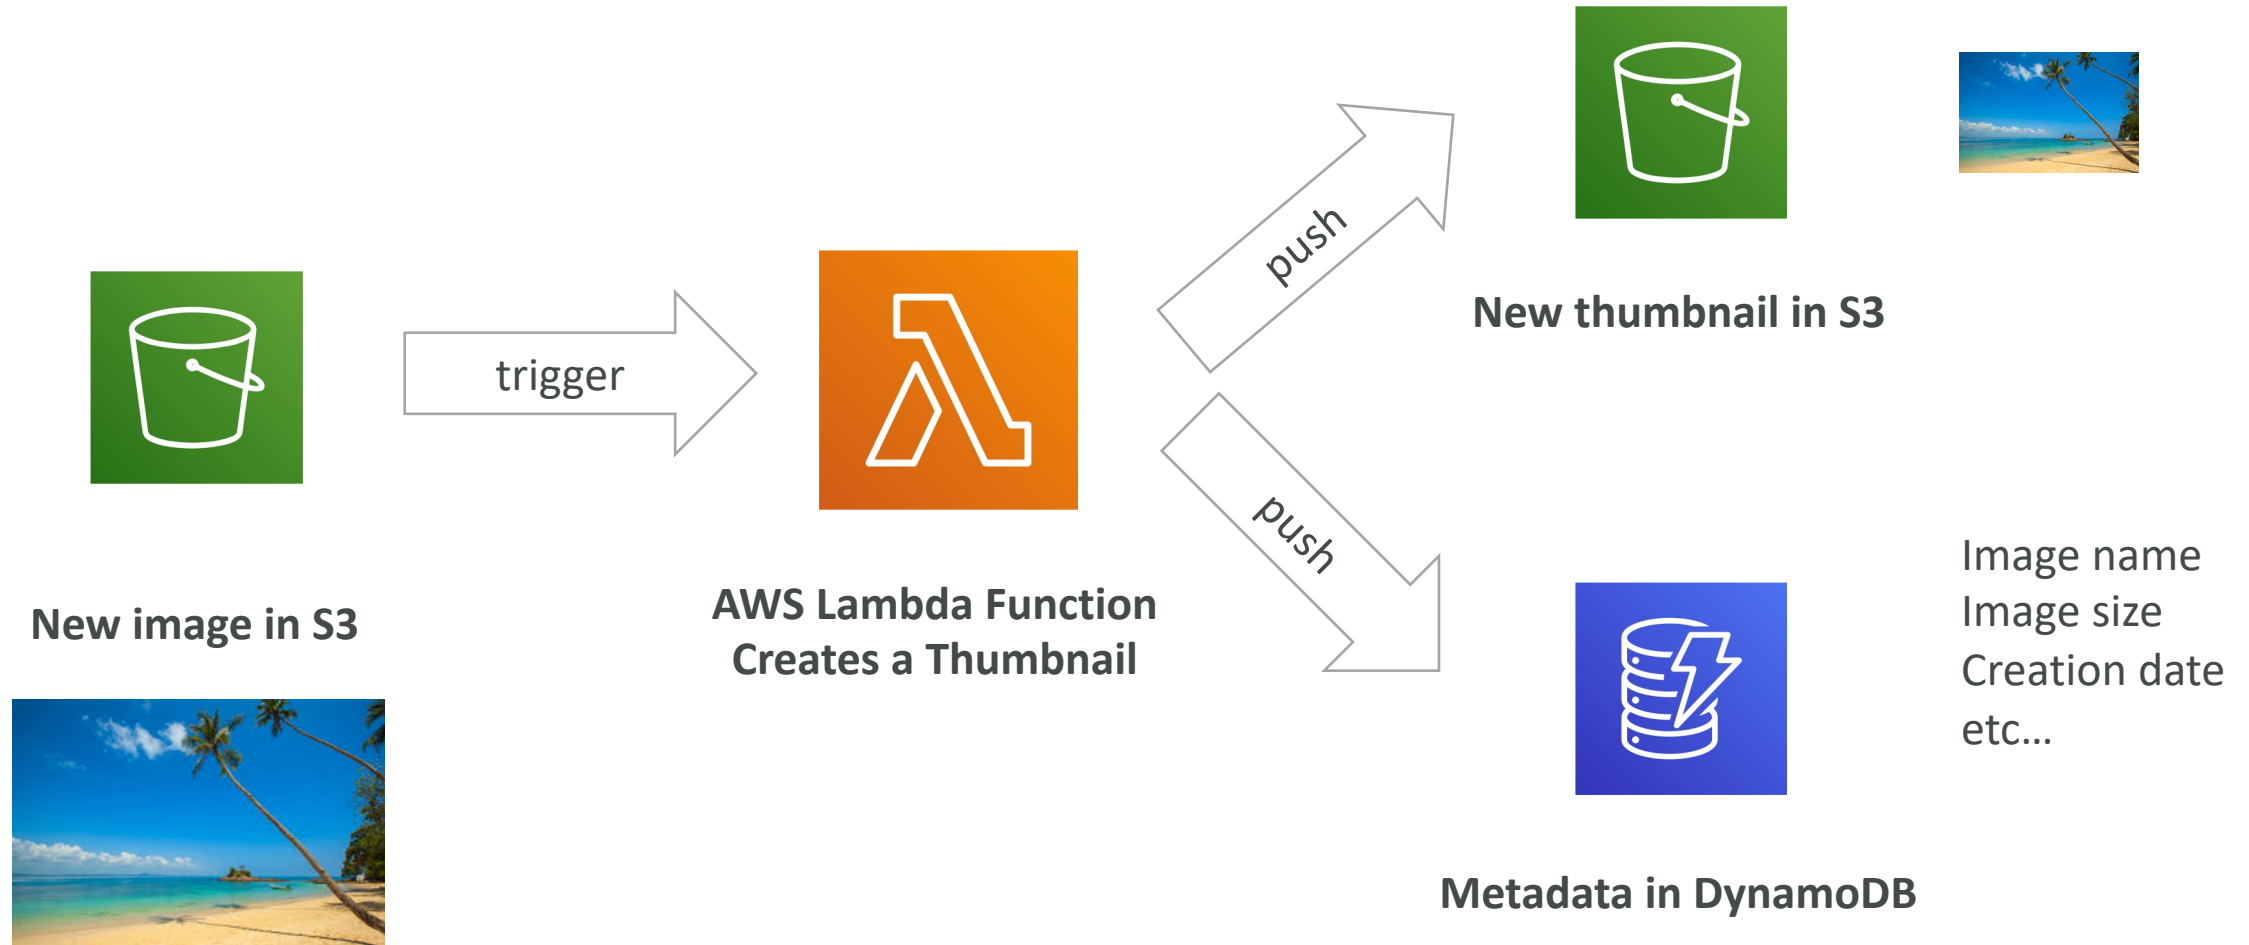 New image in S3
trigger
AWS Lambda Function
Creates a Thumbnail
push
New thumbnail in S3
push
Image name
Image size
Creation date
etc…
Metadata in DynamoDB